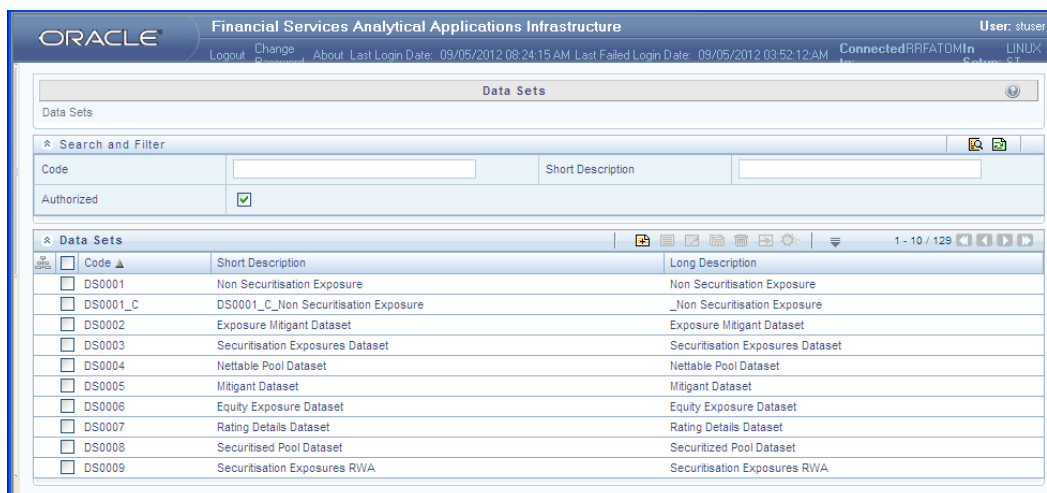 ORACLE
Financial Services Analytical Applications Infrastructure
User: stuser
Logout Change About Last Login Date: 09/05/2012 08:24:15 AM Last Failed Login Date: 09/05/2012 03:52:12:AM Connected RRFATOM In LINUX
Data Sets
Data Sets
Search and Filter
Code
Short Description
Authorized
Data Sets
1 - 10 / 129
Code Short Description Long Description
DS0001 Non Securitisation Exposure Non Securitisation Exposure
DS0001_C DS0001_C_Non Securitisation Exposure _Non Securitisation Exposure
DS0002 Exposure Mitigant Dataset Exposure Mitigant Dataset
DS0003 Securitisation Exposures Dataset Securitisation Exposures Dataset
DS0004 Nettable Pool Dataset Nettable Pool Dataset
DS0005 Mitigant Dataset Mitigant Dataset
DS0006 Equity Exposure Dataset Equity Exposure Dataset
DS0007 Rating Details Dataset Rating Details Dataset
DS0008 Securitised Pool Dataset Securitized Pool Dataset
DS0009 Securitisation Exposures RWA Securitisation Exposures RWA